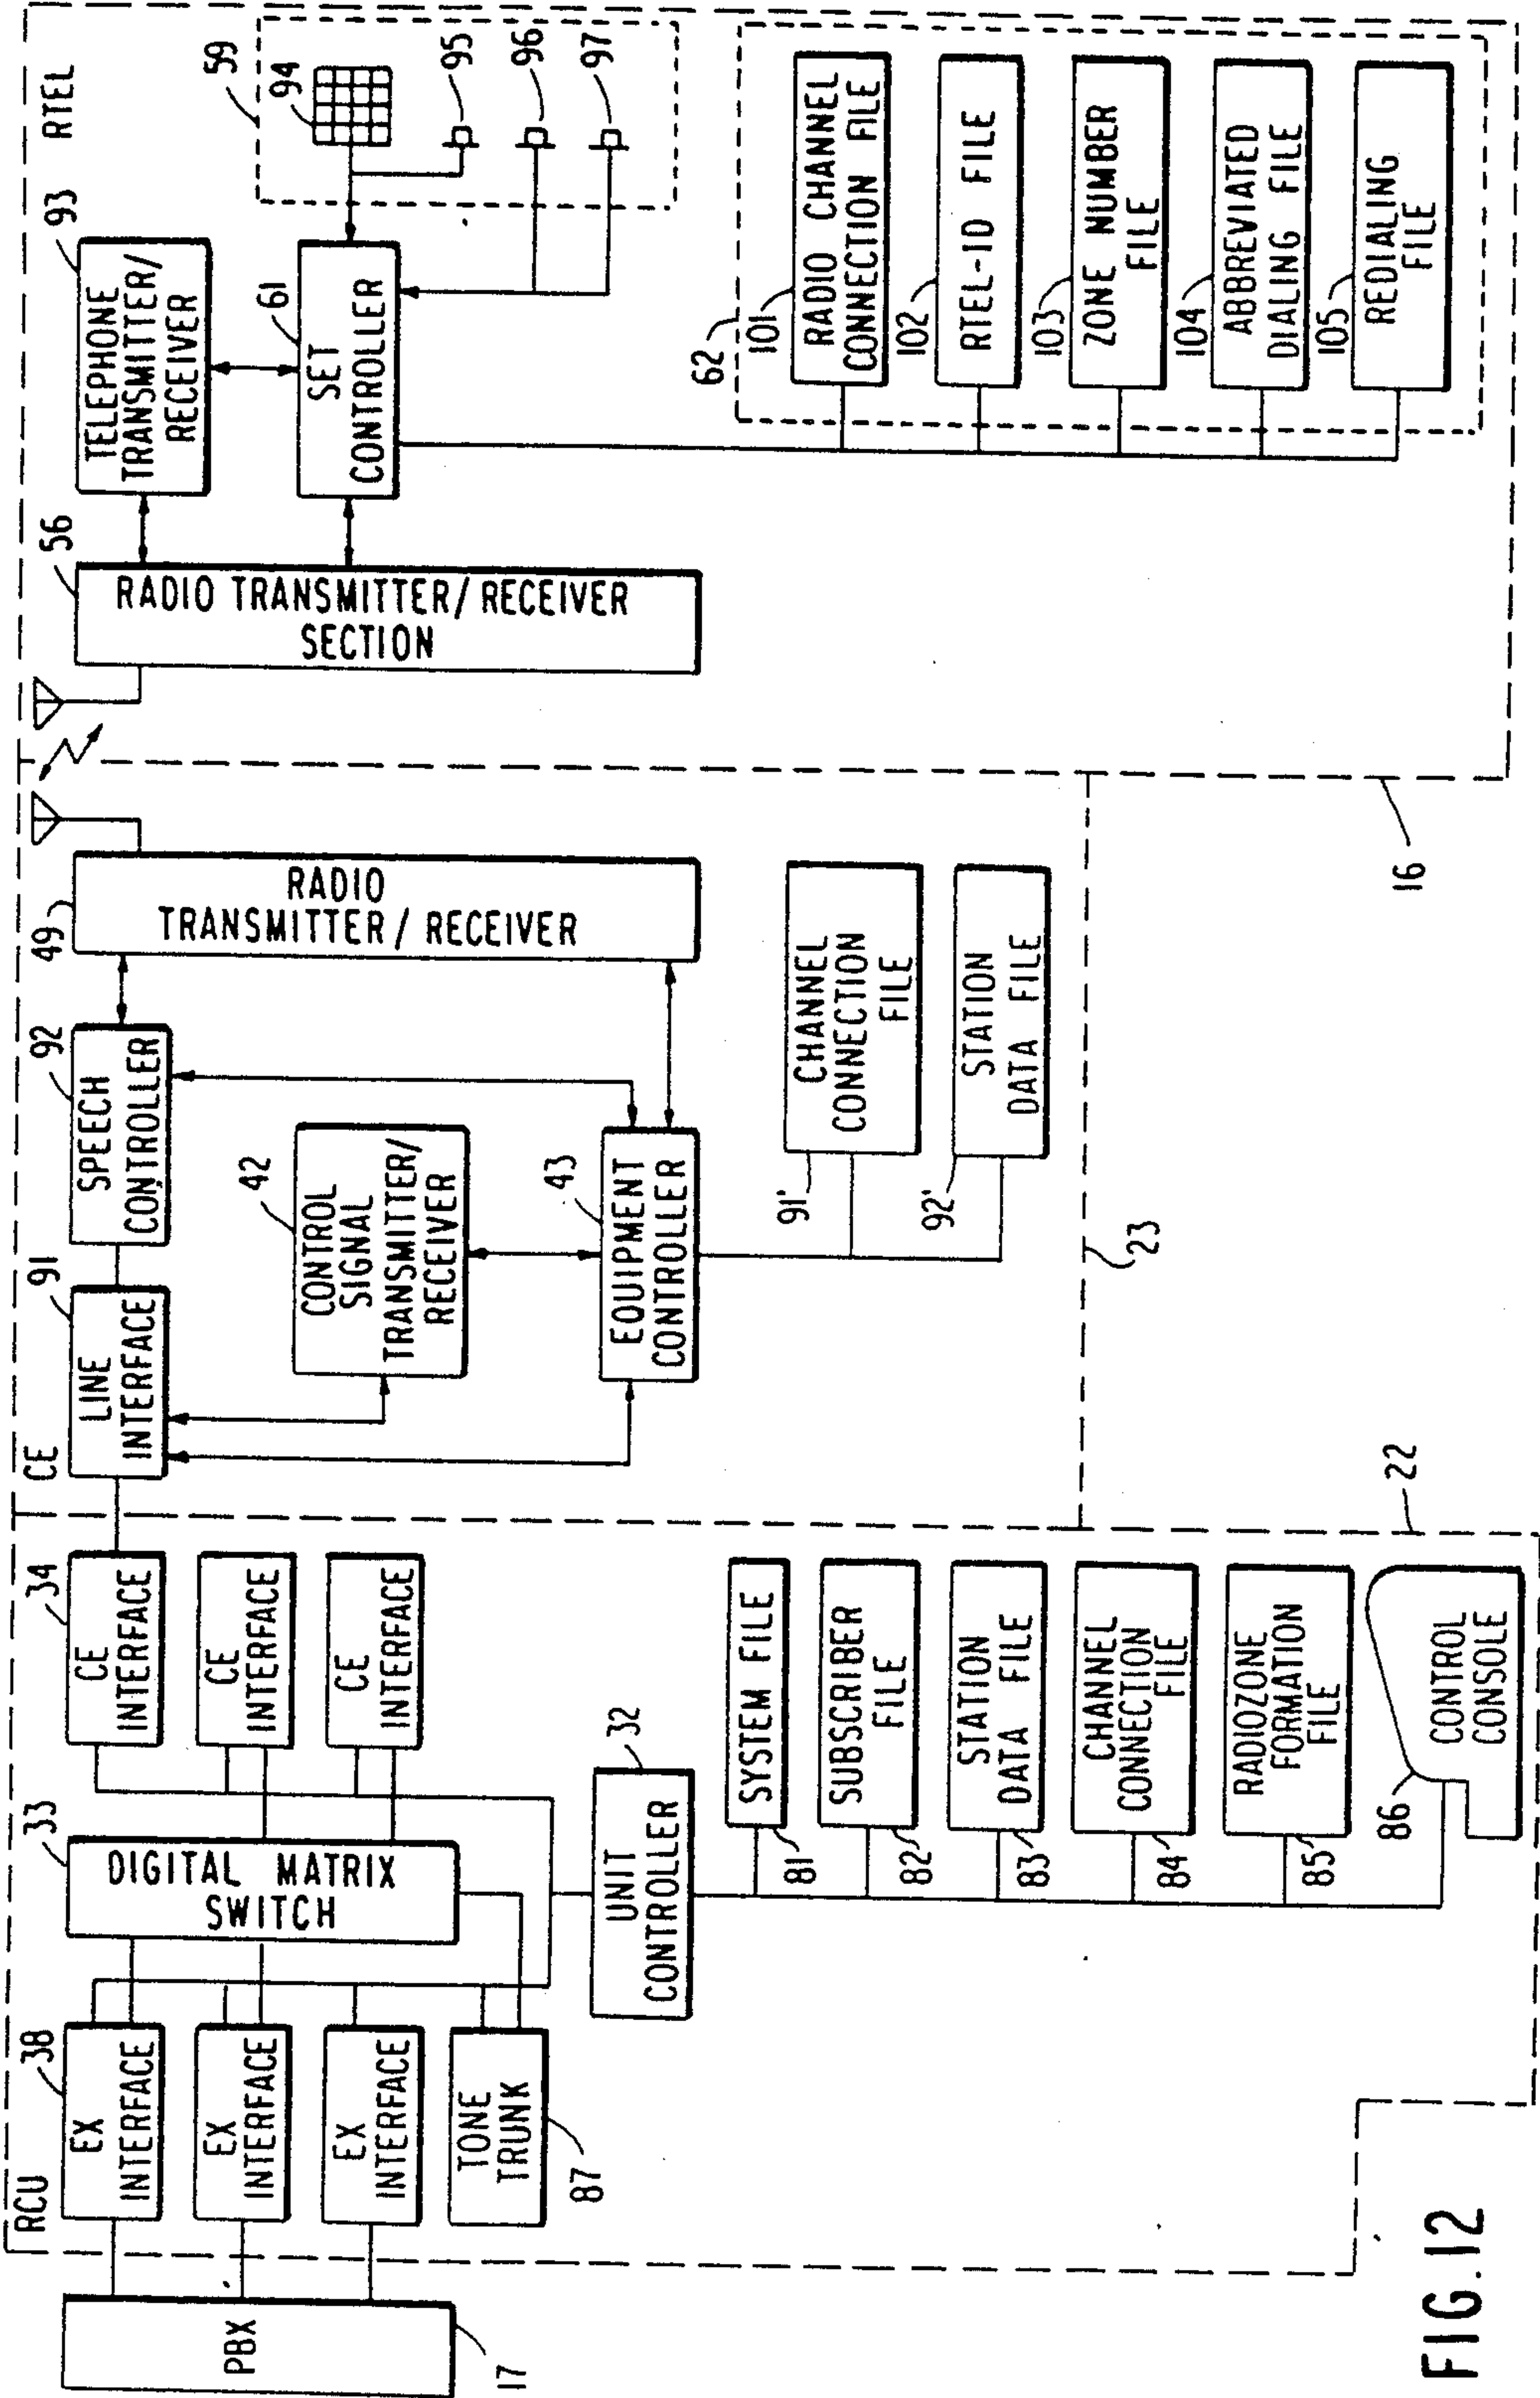 RCU
PBX
17
38
EX
INTERFACE
EX
INTERFACE
EX
INTERFACE
TONE
TRUNK
87
33
DIGITAL MATRIX
SWITCH
34
CE
INTERFACE
CE
INTERFACE
CE
INTERFACE
32
UNIT
CONTROLLER
SYSTEM FILE
81
SUBSCRIBER
FILE
82
STATION
DATA FILE
83
CHANNEL
CONNECTION
FILE
84
RADIOZONE
FORMATION
FILE
85
86
CONTROL
CONSOLE
22
CE
91
LINE
INTERFACE
92
SPEECH
CONTROLLER
42
CONTROL
SIGNAL
TRANSMITTER/
RECEIVER
43
EQUIPMENT
CONTROLLER
49
RADIO
TRANSMITTER/ RECEIVER
91'
CHANNEL
CONNECTION
FILE
92'
STATION
DATA FILE
23
RTEL
56
RADIO TRANSMITTER/ RECEIVER
SECTION
93
TELEPHONE
TRANSMITTER/
RECEIVER
61
SET
CONTROLLER
59
94
95
96
97
62
101
RADIO CHANNEL
CONNECTION FILE
102
RTEL-ID FILE
103
ZONE NUMBER
FILE
104
ABBREVIATED
DIALING FILE
105
REDIALING
FILE
16
FIG.12